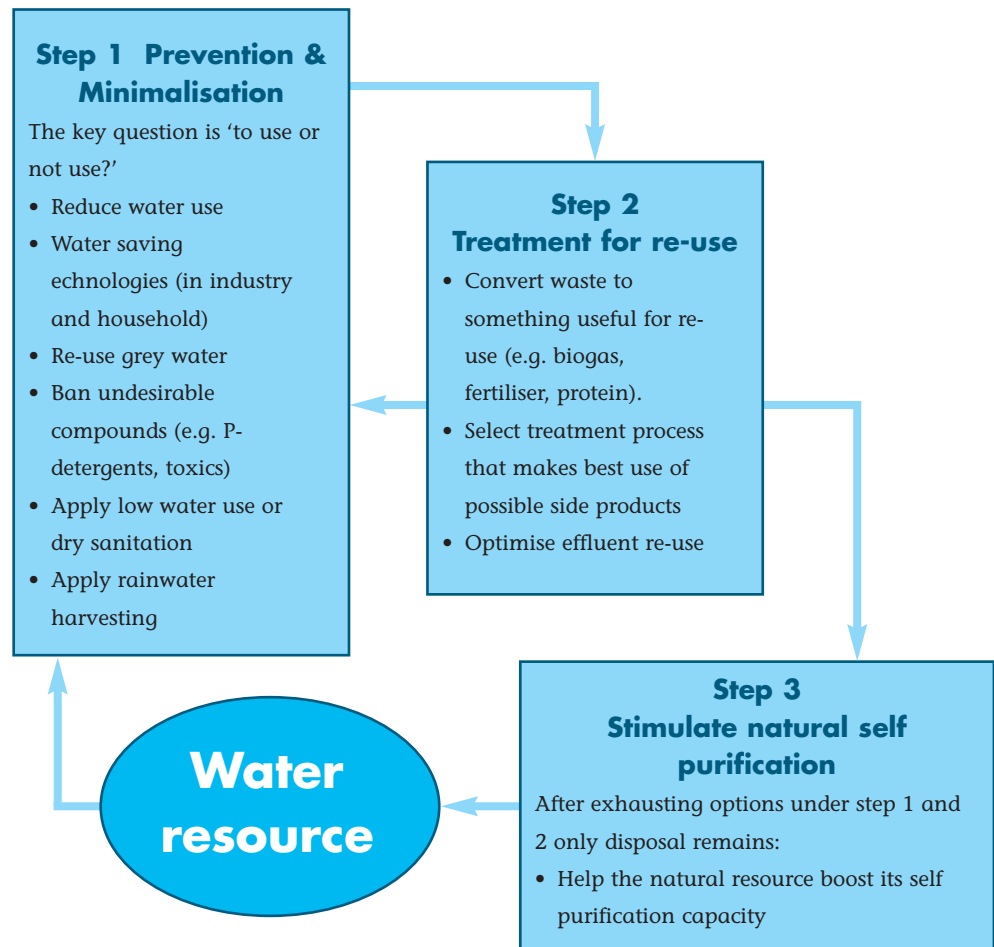 Step 1 Prevention &
Minimalisation
The key question is ‘to use or
not use?’
• Reduce water use
• Water saving
echnologies (in industry
and household)
• Re-use grey water
• Ban undesirable
compounds (e.g. P-
detergents, toxics)
• Apply low water use or
dry sanitation
• Apply rainwater
harvesting
Step 2
Treatment for re-use
• Convert waste to
something useful for re-
use (e.g. biogas,
fertiliser, protein).
• Select treatment process
that makes best use of
possible side products
• Optimise effluent re-use
Step 3
Stimulate natural self
purification
After exhausting options under step 1 and
2 only disposal remains:
• Help the natural resource boost its self
purification capacity
Water
resource